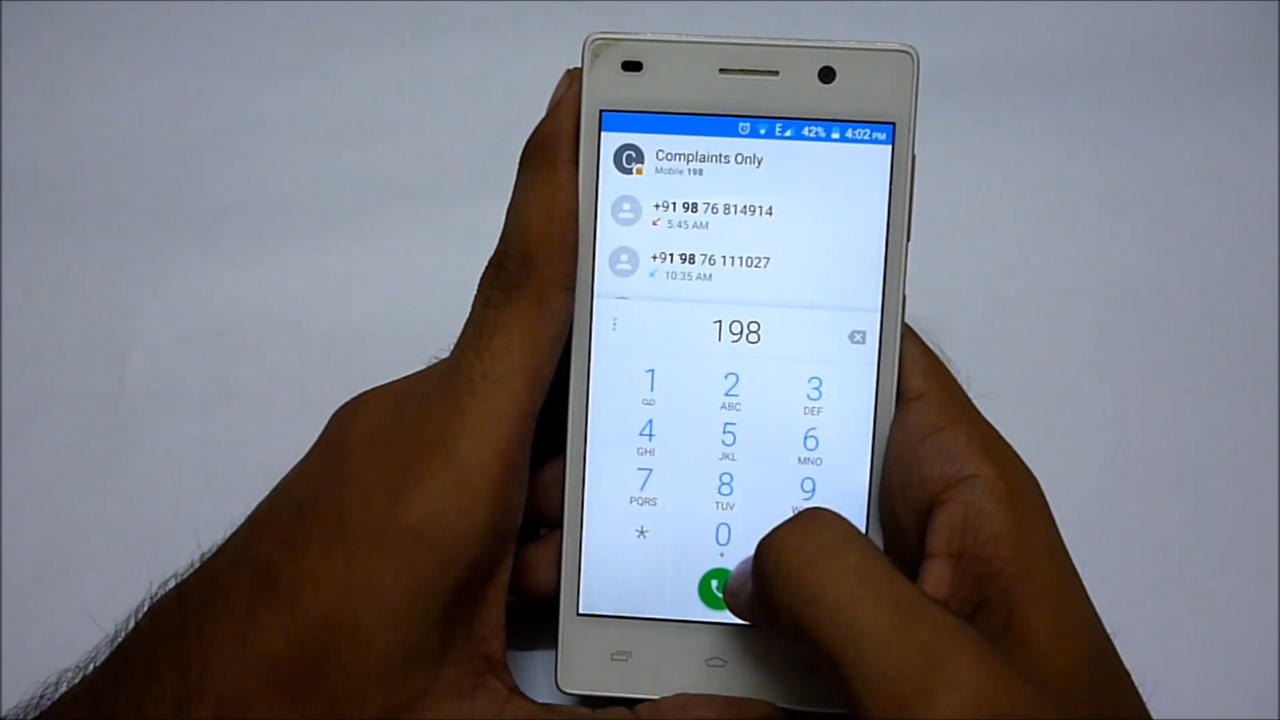 E 42% 4:02 PM
C Complaints Only
Mobile 198
+91 98 76 814914
5:45 AM
+91 98 76 111027
10:35 AM
198
1 2 3
ABC DEF
4 5 6
GHI JKL MNO
7 8 9
PQRS TUV
* 0
+